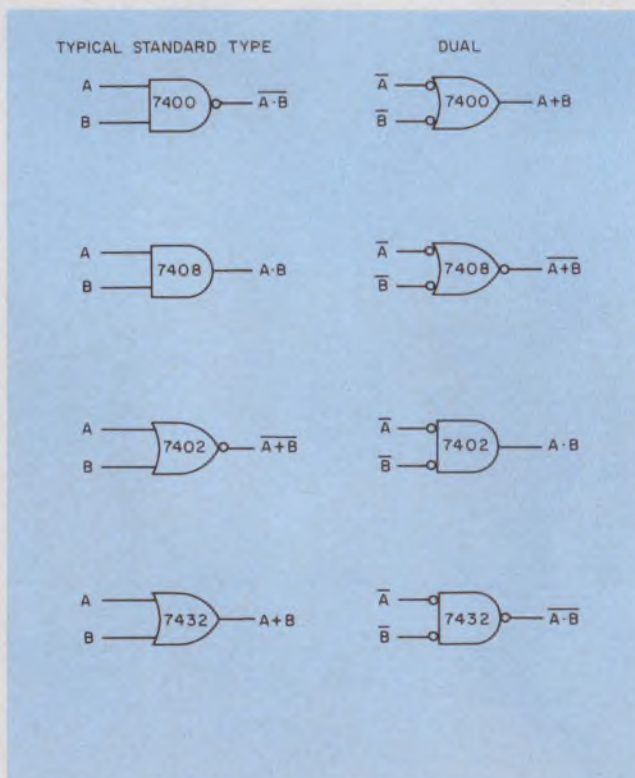 TYPICAL STANDARD TYPE DUAL
A 7400 A̅·̅B̅ A̅ 7400 A+B
B B̅
A 7408 A·B A̅ 7408 A̅+̅B̅
B B̅
A 7402 A̅+̅B̅ A̅ 7402 A·B
B B̅
A 7432 A+B A̅ 7432 A̅·̅B̅
B B̅